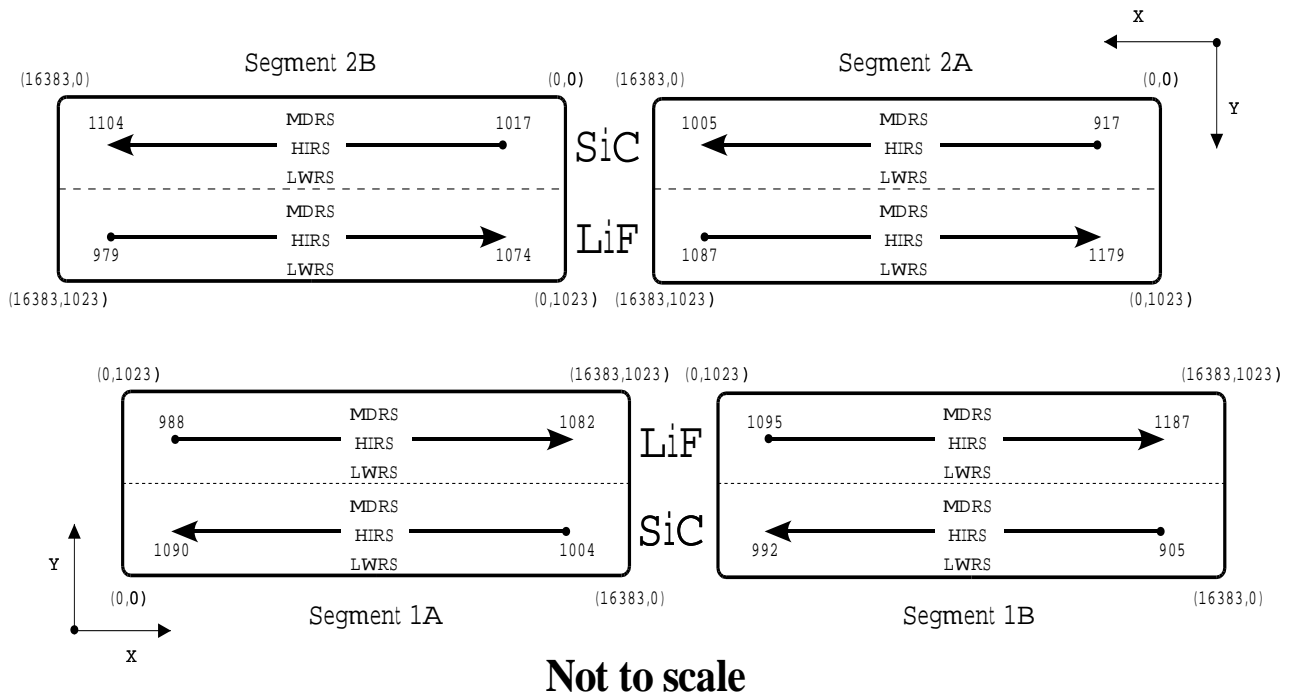 X
Segment 2B
Segment 2A
(16383,0)
(0,0)
(16383,0)
(0,0)
Y
1104
MDRS
1017
1005
MDRS
917
HIRS
SiC
HIRS
LWRS
LWRS
MDRS
MDRS
HIRS
LiF
HIRS
979
LWRS
1074
1087
LWRS
1179
(16383,1023)
(0,1023)
(16383,1023)
(0,1023)
(0,1023)
(16383,1023)
(0,1023)
(16383,1023)
988
MDRS
1082
1095
MDRS
1187
HIRS
LiF
HIRS
LWRS
LWRS
MDRS
MDRS
HIRS
SiC
HIRS
1090
LWRS
1004
992
LWRS
905
Y
(0,0)
(16383,0)
(16383,0)
Segment 1A
Segment 1B
X
Not to scale